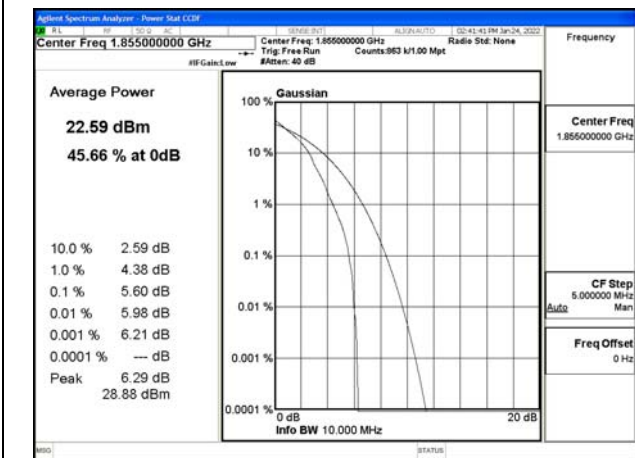 Agilent Spectrum Analyzer - Power Stat CCDF
RL RF 50 Ω AC SENSE:INT ALIGN AUTO 02:41:41 PM Jan 24, 2022
Center Freq 1.855000000 GHz
Center Freq: 1.855000000 GHz Radio Std: None
Trig: Free Run Counts:963 k/1.00 Mpt
#IFGain:Low #Atten: 40 dB
Frequency
Average Power
22.59 dBm
45.66 % at 0dB
10.0 % 2.59 dB
1.0 % 4.38 dB
0.1 % 5.60 dB
0.01 % 5.98 dB
0.001 % 6.21 dB
0.0001 % --- dB
Peak 6.29 dB
28.88 dBm
Gaussian
100 %
10 %
1 %
0.1 %
0.01 %
0.001 %
0.0001 %
0 dB 20 dB
Info BW 10.000 MHz
Center Freq
1.855000000 GHz
CF Step
5.000000 MHz
Auto Man
Freq Offset
0 Hz
MSG STATUS